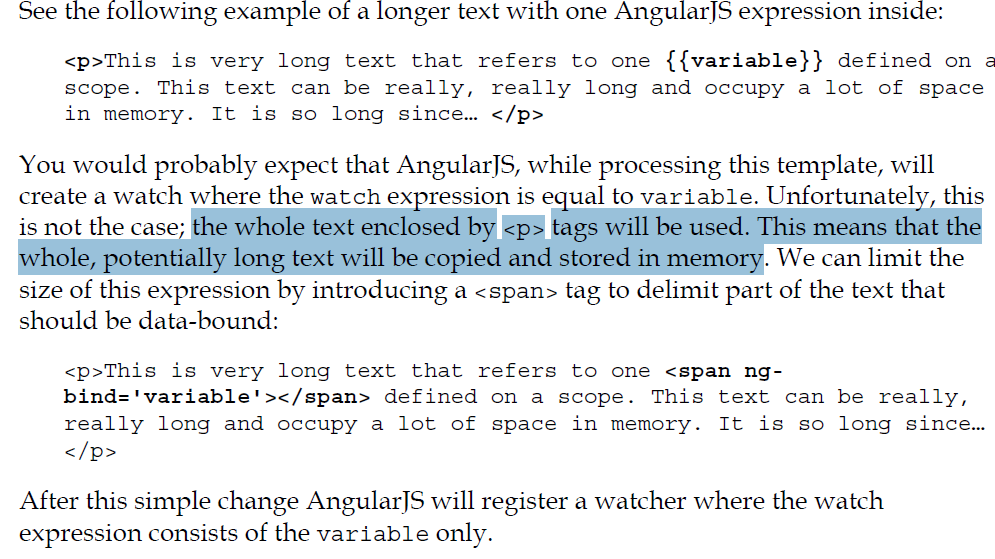 See the following example of a longer text with one AngularJS expression inside:
<p>This is very long text that refers to one {{variable}} defined on a
scope. This text can be really, really long and occupy a lot of space
in memory. It is so long since… </p>
You would probably expect that AngularJS, while processing this template, will
create a watch where the watch expression is equal to variable. Unfortunately, this
is not the case; the whole text enclosed by <p> tags will be used. This means that the
whole, potentially long text will be copied and stored in memory. We can limit the
size of this expression by introducing a <span> tag to delimit part of the text that
should be data-bound:
<p>This is very long text that refers to one <span ng-
bind='variable'></span> defined on a scope. This text can be really,
really long and occupy a lot of space in memory. It is so long since…
</p>
After this simple change AngularJS will register a watcher where the watch
expression consists of the variable only.